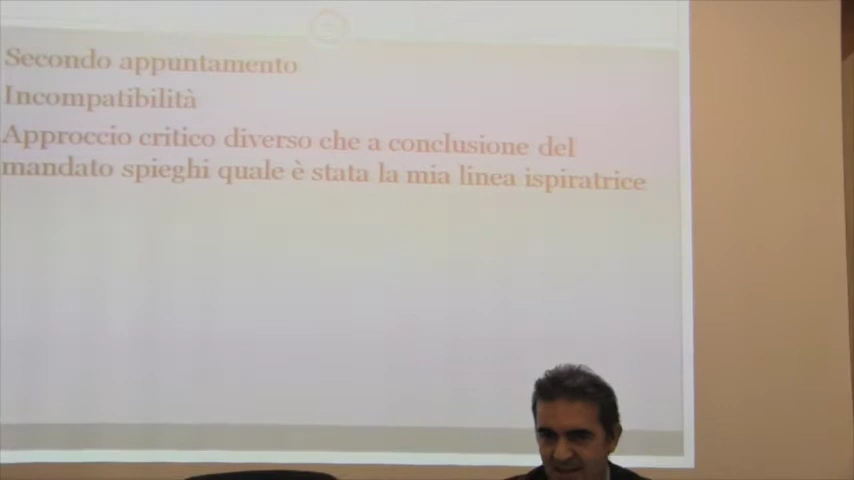 Secondo appuntamento
Incompatibilità
Approccio critico diverso che a conclusione del
mandato spieghi quale è stata la mia linea ispiratrice